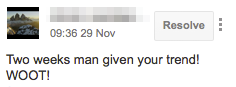 09:36 29 Nov
Resolve
Two weeks man given your trend!
WOOT!